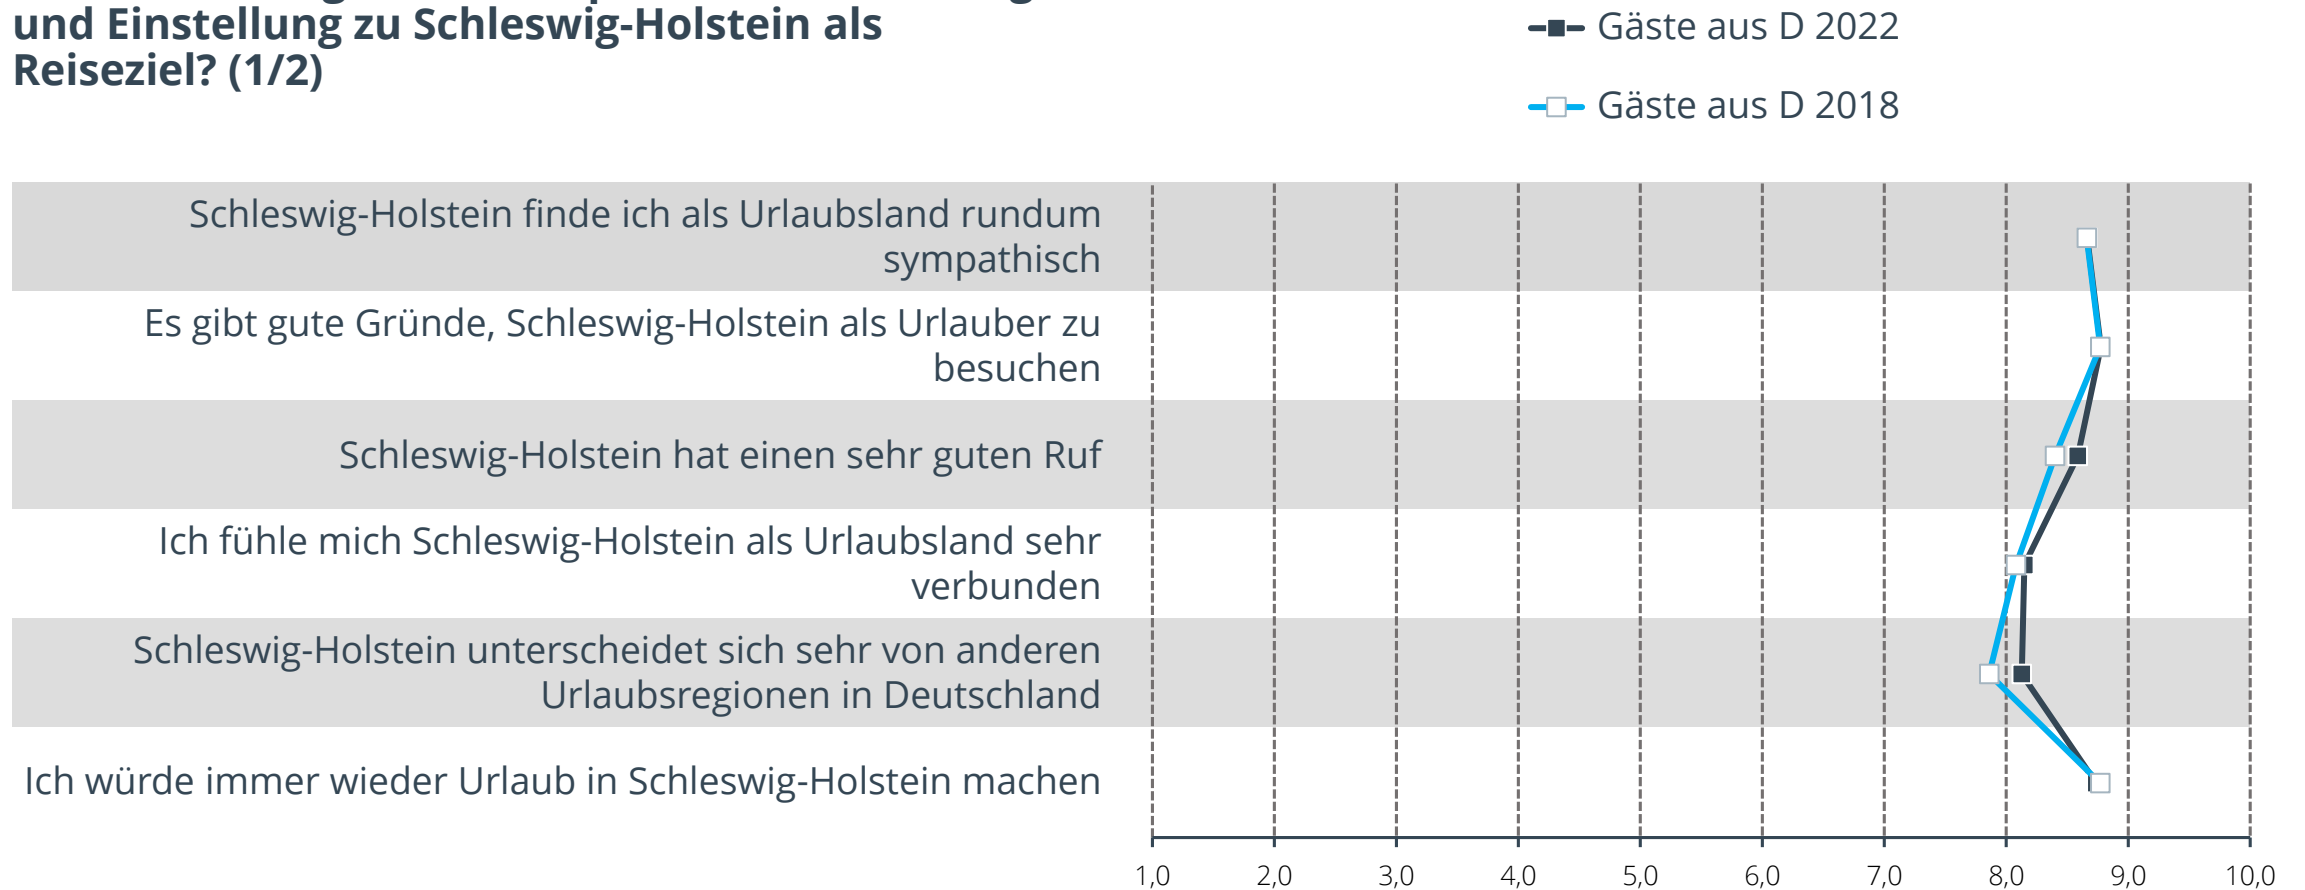 und Einstellung zu Schleswig-Holstein als
Reiseziel? (1/2)
Gäste aus D 2022
Gäste aus D 2018
Schleswig-Holstein finde ich als Urlaubsland rundum
sympathisch
Es gibt gute Gründe, Schleswig-Holstein als Urlauber zu
besuchen
Schleswig-Holstein hat einen sehr guten Ruf
Ich fühle mich Schleswig-Holstein als Urlaubsland sehr
verbunden
Schleswig-Holstein unterscheidet sich sehr von anderen
Urlaubsregionen in Deutschland
Ich würde immer wieder Urlaub in Schleswig-Holstein machen
1,0 2,0 3,0 4,0 5,0 6,0 7,0 8,0 9,0 10,0